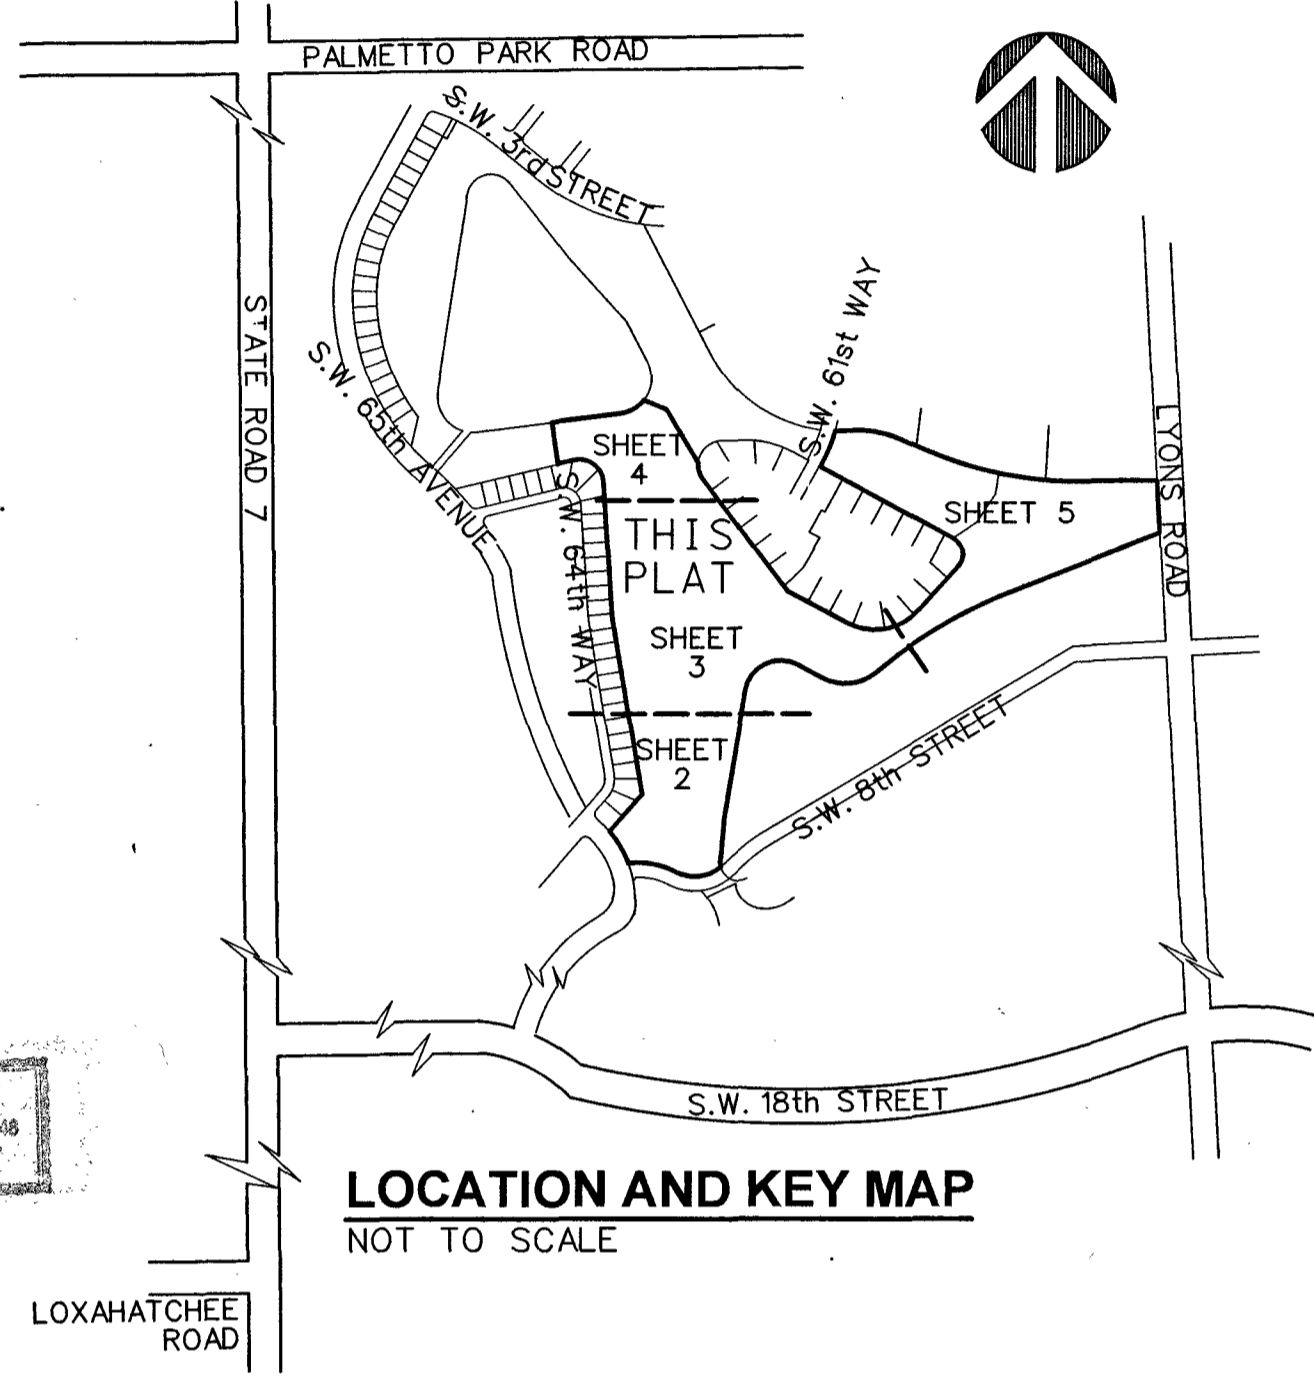 PALMETTO PARK ROAD
S.W. 3rd STREET
STATE ROAD 7
S.W. 65th AVENUE
S.W. 61st WAY
LYONS ROAD
SHEET
4
SHEET 5
S.W. 64th WAY
THIS
PLAT
SHEET
3
SHEET
2
S.W. 8th STREET
S.W. 18th STREET
48
LOCATION AND KEY MAP
NOT TO SCALE
LOXAHATCHEE
ROAD